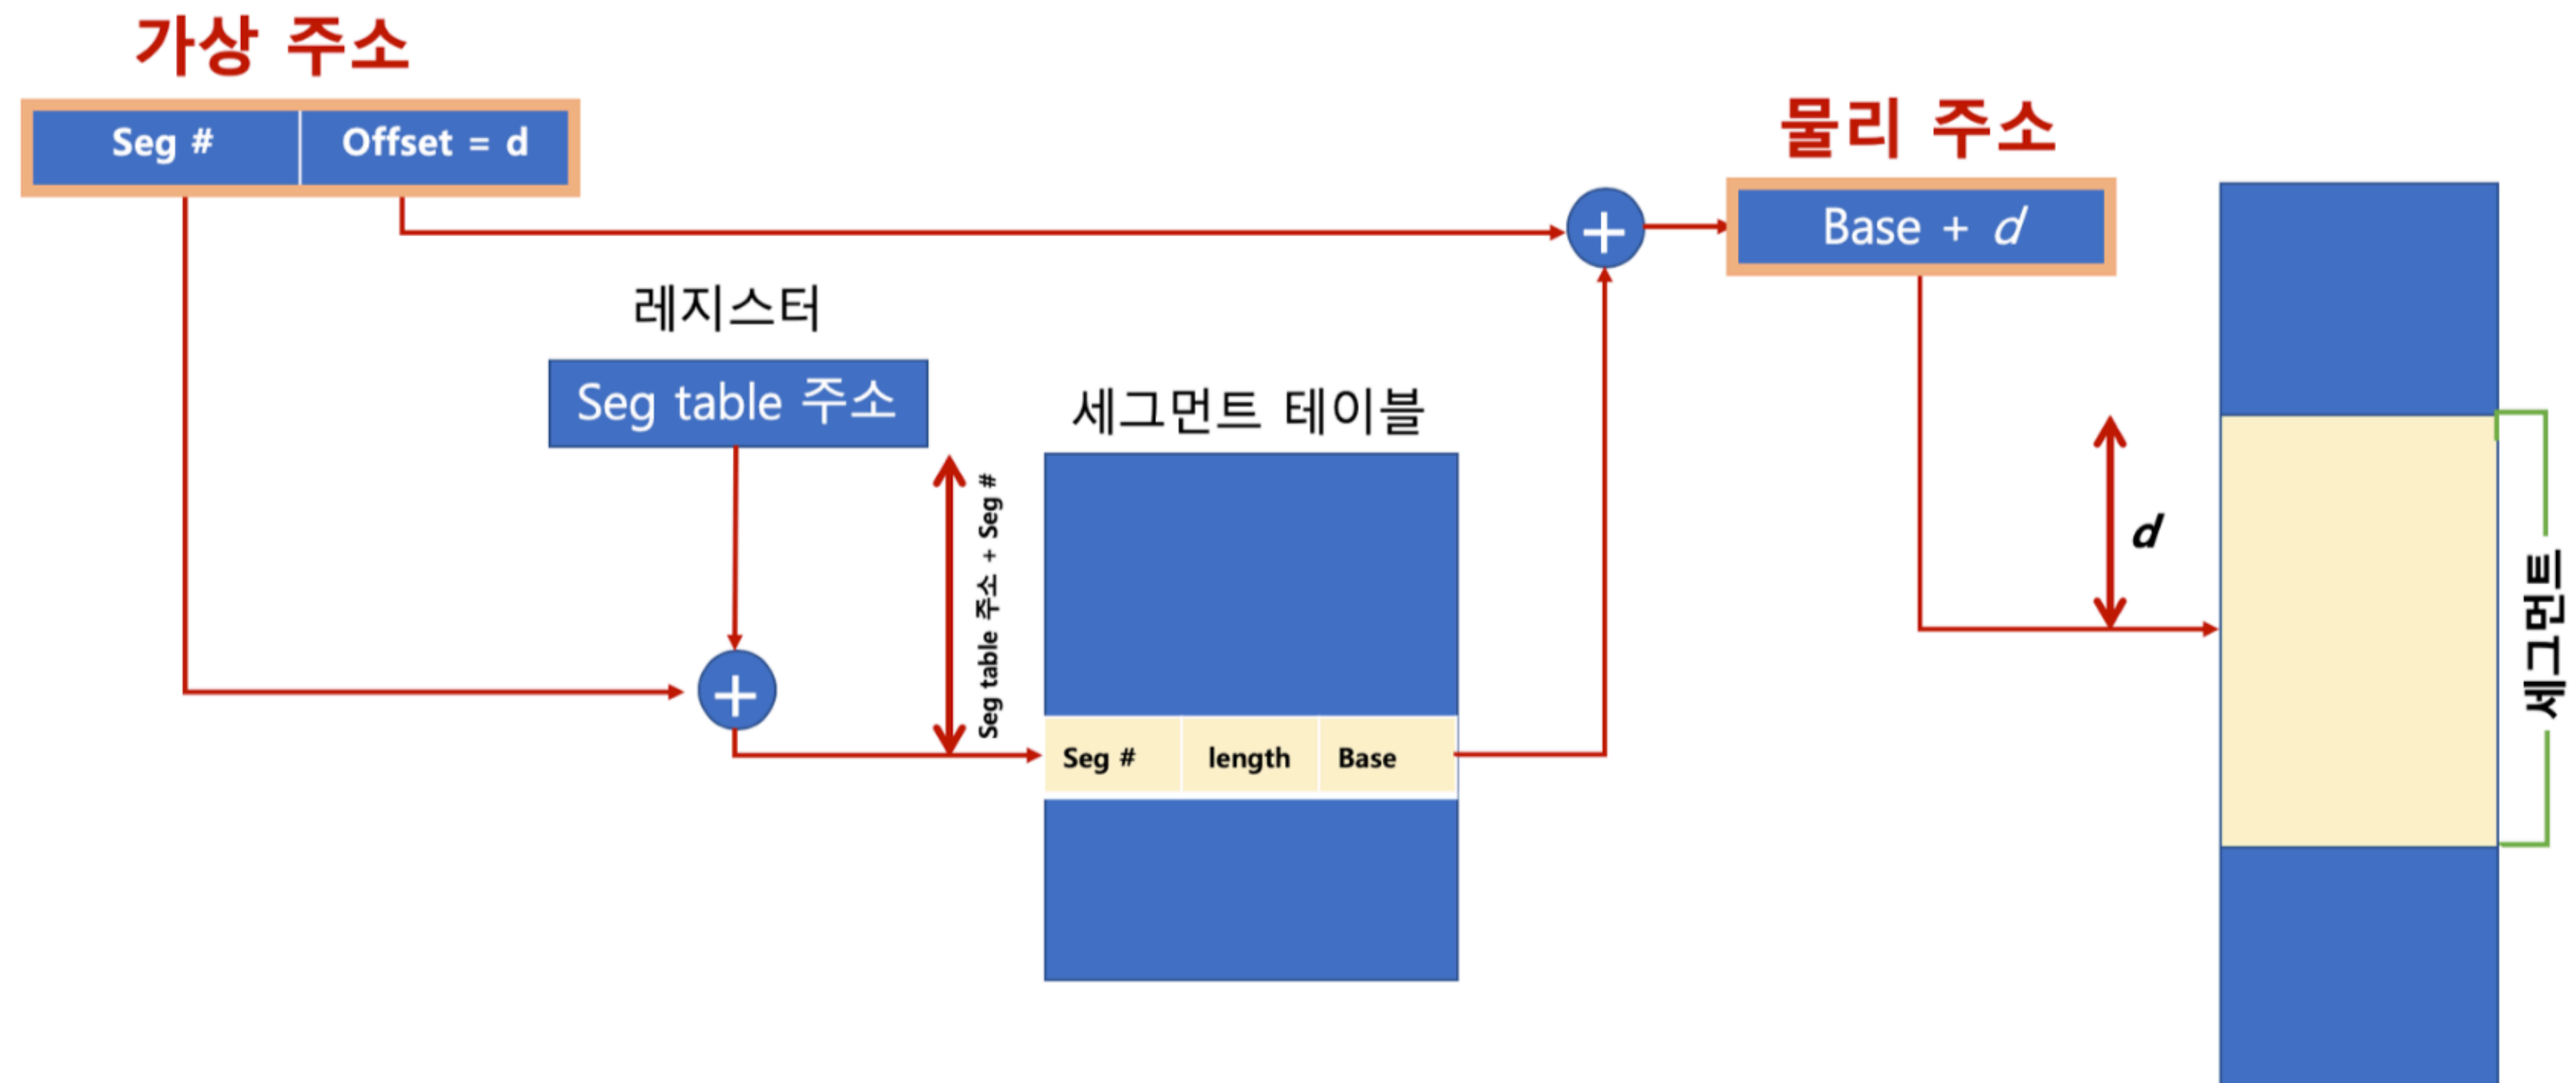 가상 주소
Seg #
Offset = d
물리 주소
+
Base + d
레지스터
Seg table 주소
세그먼트 테이블
Seg table 주소 + Seg #
d
세그먼트
+
Seg #
length
Base